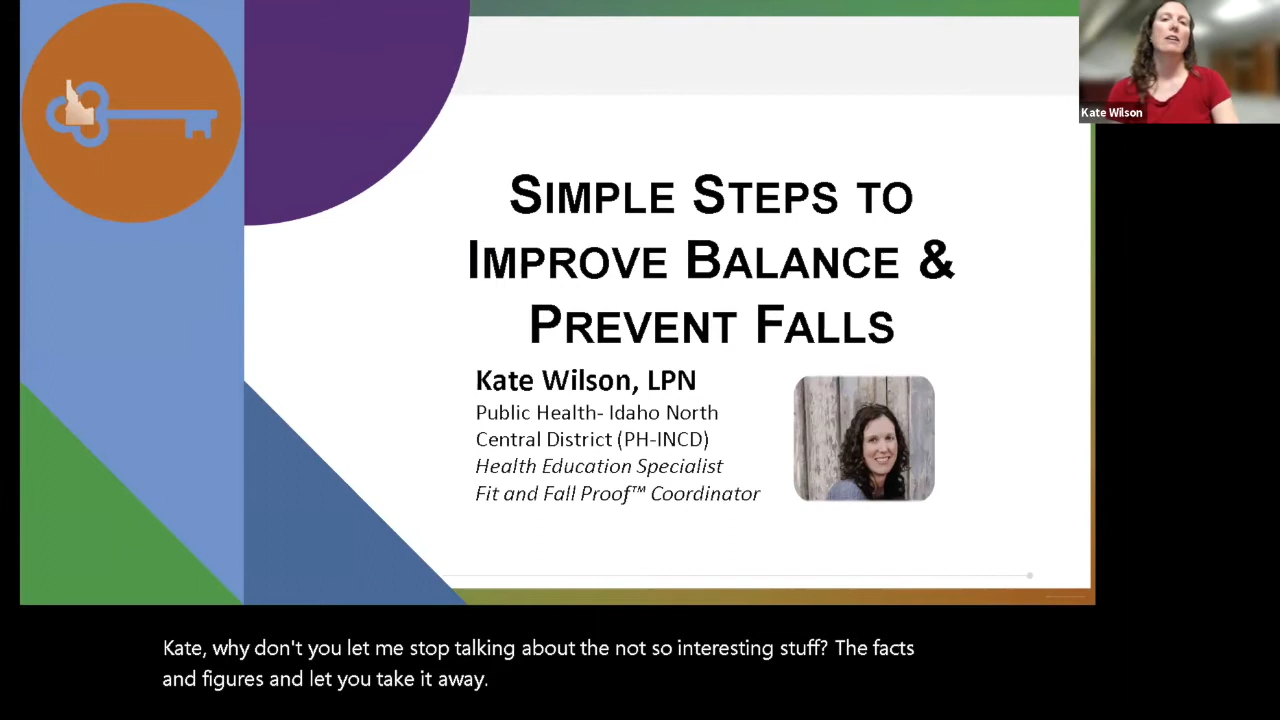 Kate Wilson
SIMPLE STEPS TO
IMPROVE BALANCE &
PREVENT FALLS
Kate Wilson, LPN
Public Health- Idaho North
Central District (PH-INCD)
Health Education Specialist
Fit and Fall Proof™ Coordinator
Kate, why don't you let me stop talking about the not so interesting stuff? The facts
and figures and let you take it away.